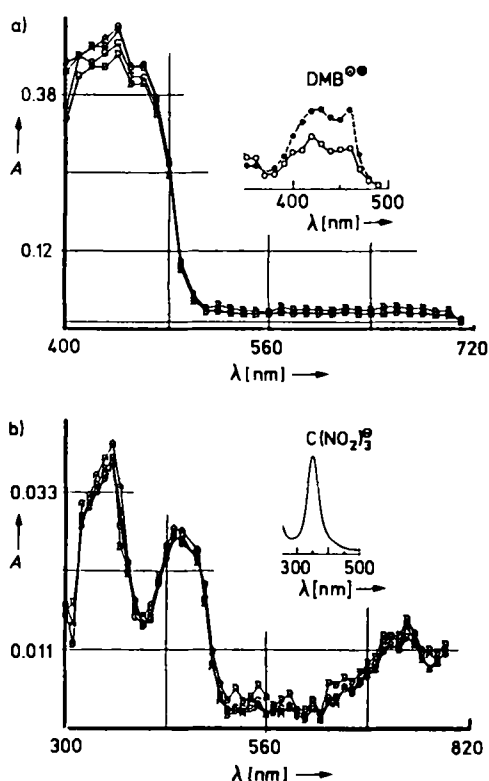 a)
0.38
A
0.12
400
560
720
λ [nm]
DMB⊕●
400
500
λ [nm]
b)
0.033
A
0.011
300
560
820
λ [nm]
C(NO₂)₃⊖
300
500
λ [nm]